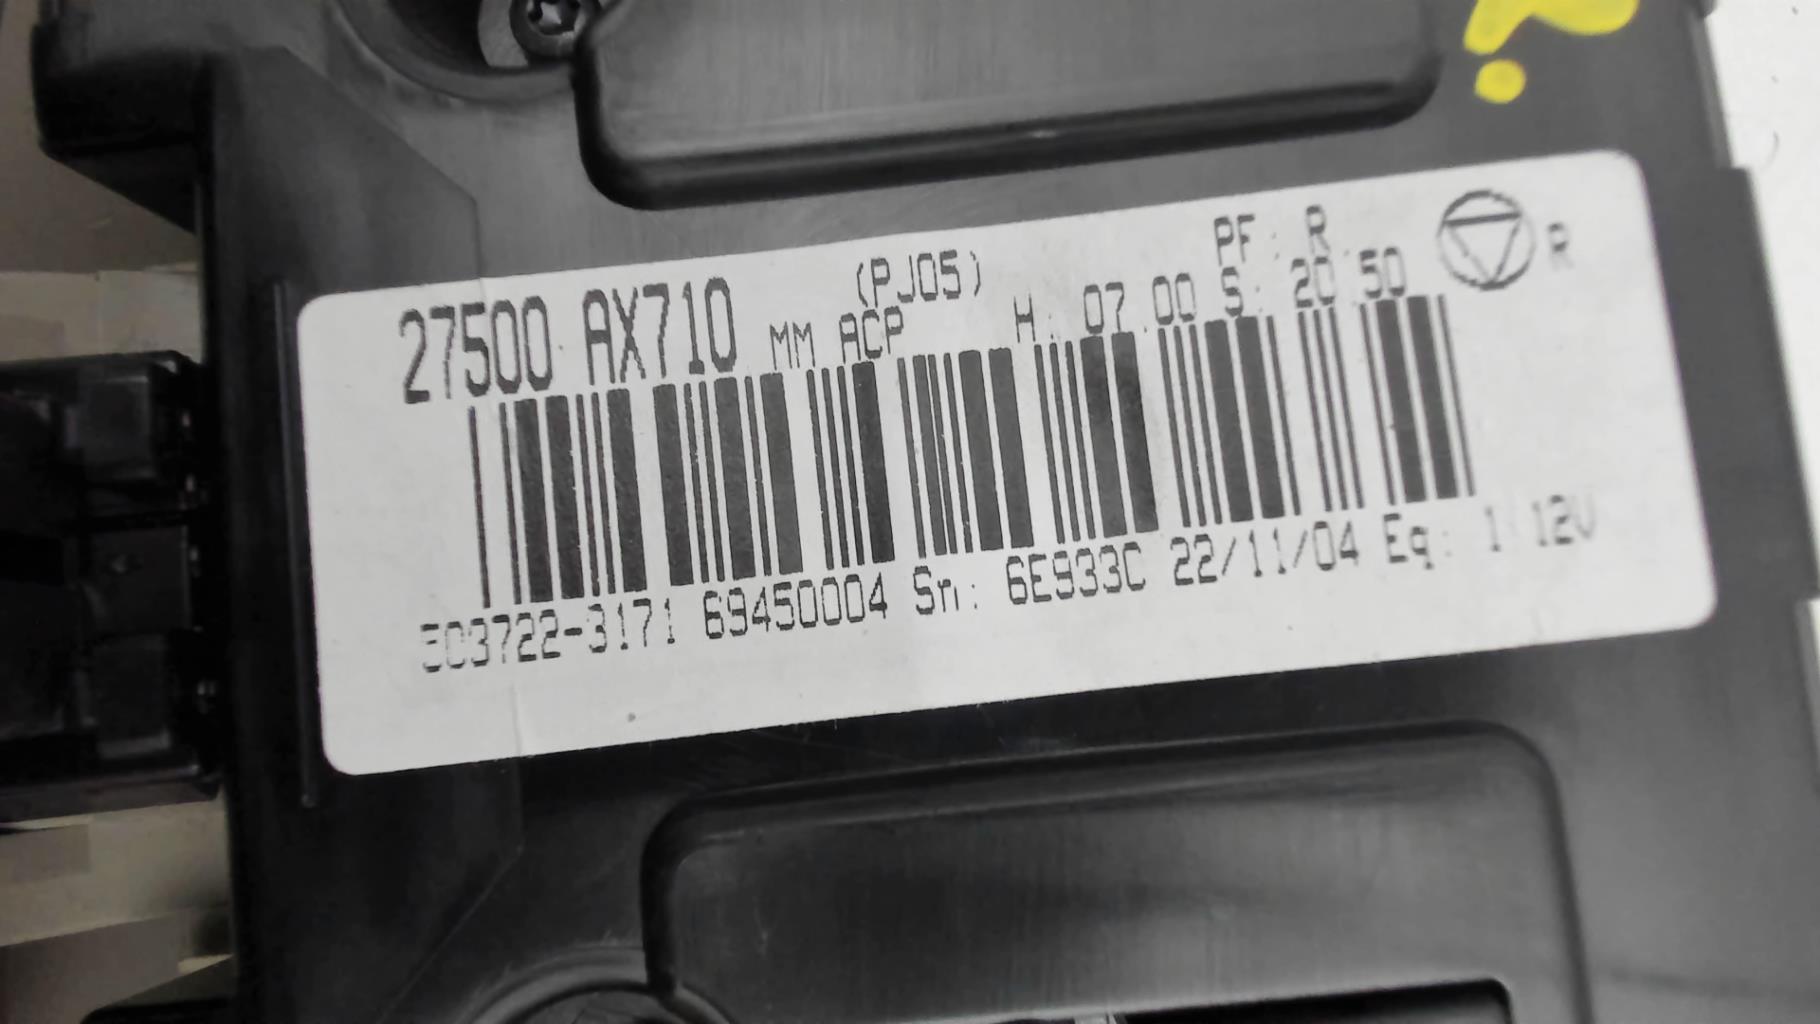 (PJ05) PF: R
27500 AX710 MM ACP H: 07.00 S: 20.50 R
503722-3171 69450004 Sn: 6E933C 22/11/04 Eq: 1 12V